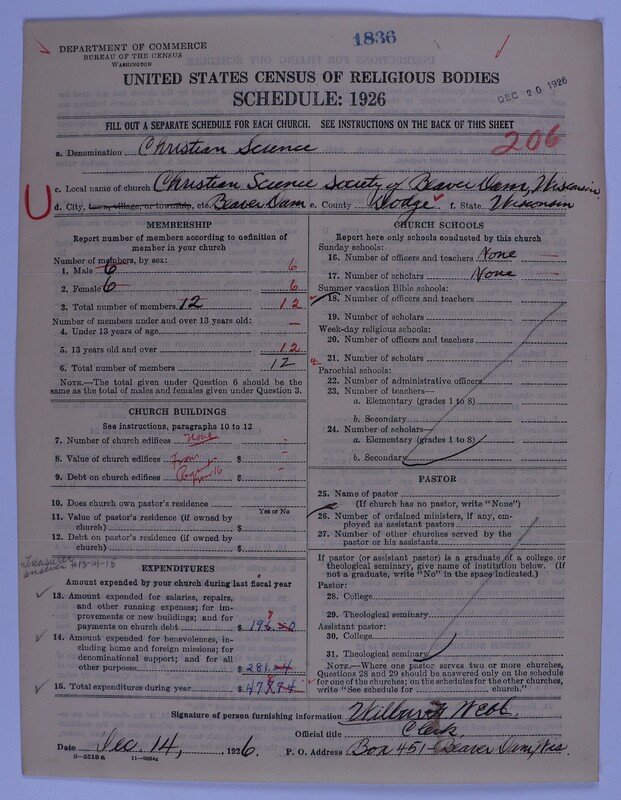 1836
DEPARTMENT OF COMMERCE
BUREAU OF THE CENSUS
WASHINGTON
DEC 20 1926
UNITED STATES CENSUS OF RELIGIOUS BODIES
SCHEDULE: 1926
FILL OUT A SEPARATE SCHEDULE FOR EACH CHURCH. SEE INSTRUCTIONS ON THE BACK OF THIS SHEET
206
a. Denomination Christian Science
c. Local name of church Christian Science Society of Beaver Dam, Wisconsin
d. City, town, village, or township, etc. Beaver Dam e. County Dodge f. State Wisconsin
MEMBERSHIP
Report number of members according to definition of
member in your church
Number of members, by sex:
1. Male 6 6
2. Female 6 6
3. Total number of members 12 12
Number of members under and over 13 years old:
4. Under 13 years of age —
5. 13 years old and over 12
6. Total number of members 12
NOTE.—The total given under Question 6 should be the
same as the total of males and females given under Question 3.
CHURCH BUILDINGS
See instructions, paragraphs 10 to 12
7. Number of church edifices None
8. Value of church edifices From $
9. Debt on church edifices $
10. Does church own pastor's residence
Yes or No
11. Value of pastor's residence (if owned by
church) $
12. Debt on pastor's residence (if owned by
church) $
Treasurer
answer #13-14-15
EXPENDITURES
Amount expended by your church during last fiscal year
13. Amount expended for salaries, repairs,
and other running expenses; for im-
provements or new buildings; and for
payments on church debt $
14. Amount expended for benevolences,
including home and foreign missions; for
denominational support; and for all
other purposes $ 281
15. Total expenditures during year $
CHURCH SCHOOLS
Report here only schools conducted by this church
Sunday schools:
16. Number of officers and teachers None —
17. Number of scholars None —
Summer vacation Bible schools:
18. Number of officers and teachers
19. Number of scholars
Week-day religious schools:
20. Number of officers and teachers
21. Number of scholars
Parochial schools:
22. Number of administrative officers
23. Number of teachers—
a. Elementary (grades 1 to 8)
b. Secondary
24. Number of scholars—
a. Elementary (grades 1 to 8)
b. Secondary
PASTOR
25. Name of pastor
(If church has no pastor, write "None")
26. Number of ordained ministers, if any, em-
ployed as assistant pastors
27. Number of other churches served by the
pastor or his assistants
If pastor (or assistant pastor) is a graduate of a college or
theological seminary, give name of institution below. (If
not a graduate, write "No" in the space indicated.)
Pastor:
28. College
29. Theological seminary
Assistant pastor:
30. College
31. Theological seminary
NOTE.—Where one pastor serves two or more churches,
Questions 28 and 29 should be answered only on the schedule
for one of the churches; on the schedules for the other churches,
write "See schedule for church."
Signature of person furnishing information Webb
Official title Clerk
Date Dec. 14, 1926. P. O. Address Box 451-Beaver Dam, Wis
8-5318a 11-9054g